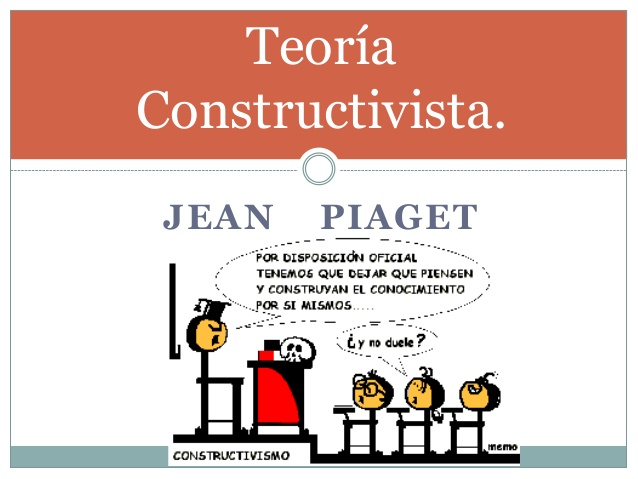 Teoría
Constructivista.
JEAN PIAGET
POR DISPOSICIÓN OFICIAL
TENEMOS QUE DEJAR QUE PIENSEN
Y CONSTRUYAN EL CONOCIMIENTO
POR SI MISMOS.....
¿y no duele?
memo
CONSTRUCTIVISMO